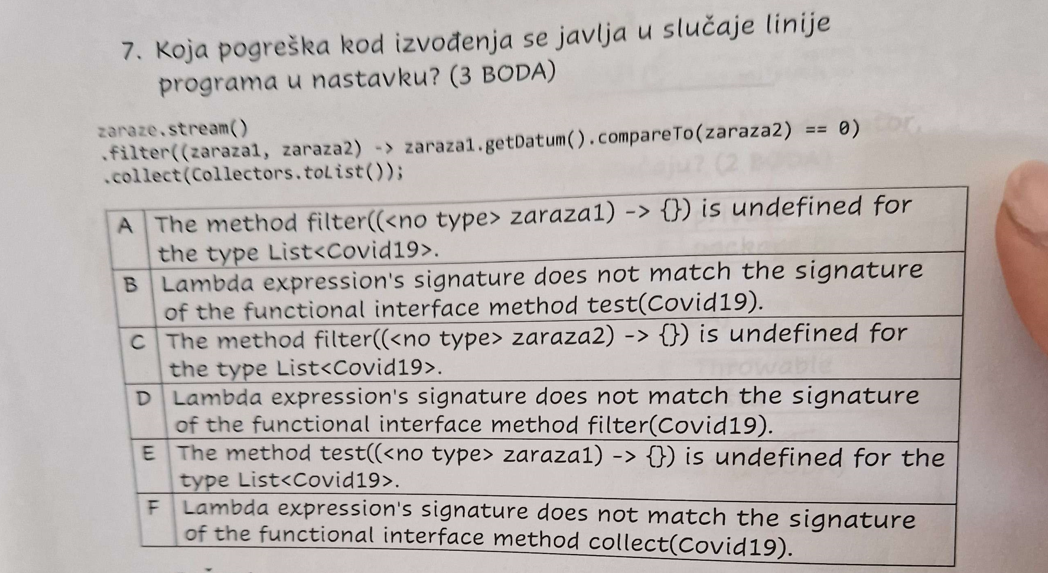 7. Koja pogreška kod izvođenja se javlja u slučaje linije
programa u nastavku? (3 BODA)
zaraze.stream()
.filter((zaraza1, zaraza2) -> zaraza1.getDatum().compareTo(zaraza2) == 0)
.collect(Collectors.toList());
A The method filter((<no type> zaraza1) -> {}) is undefined for
the type List<Covid19>.
B Lambda expression's signature does not match the signature
of the functional interface method test(Covid19).
C The method filter((<no type> zaraza2) -> {}) is undefined for
the type List<Covid19>.
D Lambda expression's signature does not match the signature
of the functional interface method filter(Covid19).
E The method test((<no type> zaraza1) -> {}) is undefined for the
type List<Covid19>.
F Lambda expression's signature does not match the signature
of the functional interface method collect(Covid19).